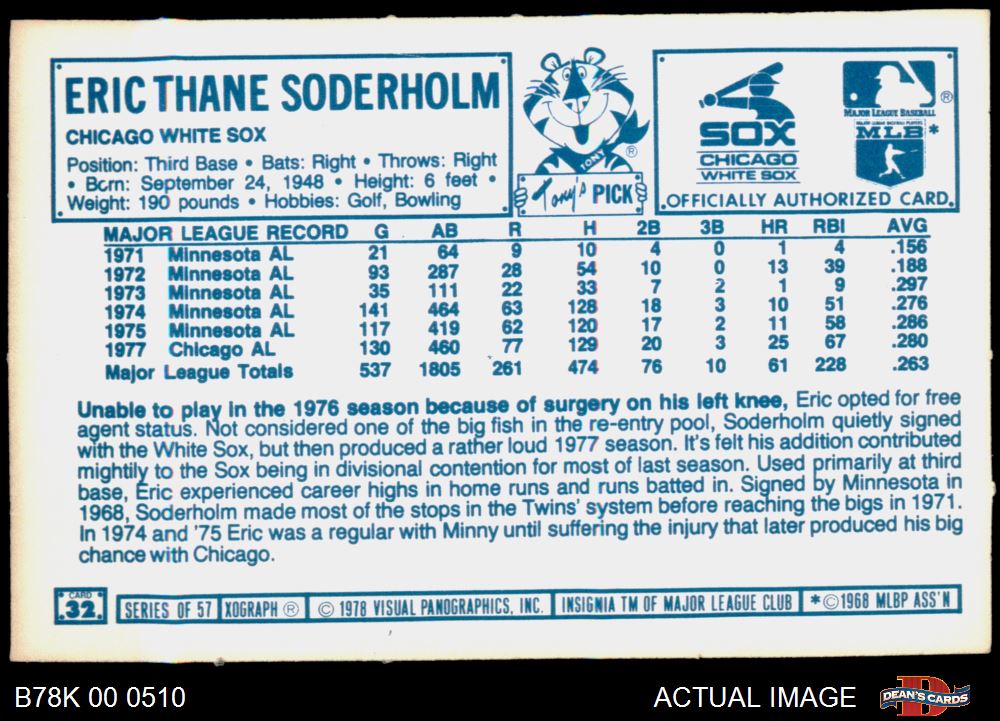 ERIC THANE SODERHOLM
CHICAGO WHITE SOX
Position: Third Base • Bats: Right • Throws: Right
• Born: September 24, 1948 • Height: 6 feet •
Weight: 190 pounds • Hobbies: Golf, Bowling
TONY
®
Tony's PICK
SOX
CHICAGO
WHITE SOX
®
MAJOR LEAGUE BASEBALL
MAJOR LEAGUE BASEBALL PLAYERS
MLB *
OFFICIALLY AUTHORIZED CARD.
MAJOR LEAGUE RECORD G AB R H 2B 3B HR RBI AVG
1971 Minnesota AL 21 64 9 10 4 0 1 4 .156
1972 Minnesota AL 93 287 28 54 10 0 13 39 .188
1973 Minnesota AL 35 111 22 33 7 2 1 9 .297
1974 Minnesota AL 141 464 63 128 18 3 10 51 .276
1975 Minnesota AL 117 419 62 120 17 2 11 58 .286
1977 Chicago AL 130 460 77 129 20 3 25 67 .280
Major League Totals 537 1805 261 474 76 10 61 228 .263
Unable to play in the 1976 season because of surgery on his left knee, Eric opted for free
agent status. Not considered one of the big fish in the re-entry pool, Soderholm quietly signed
with the White Sox, but then produced a rather loud 1977 season. It's felt his addition contributed
mightily to the Sox being in divisional contention for most of last season. Used primarily at third
base, Eric experienced career highs in home runs and runs batted in. Signed by Minnesota in
1968, Soderholm made most of the stops in the Twins' system before reaching the bigs in 1971.
In 1974 and '75 Eric was a regular with Minny until suffering the injury that later produced his big
chance with Chicago.
CARD
32.
SERIES OF 57 XOGRAPH ® © 1978 VISUAL PANOGRAPHICS, INC. INSIGNIA TM OF MAJOR LEAGUE CLUB * © 1968 MLBP ASS'N
B78K 00 0510
ACTUAL IMAGE
DEAN'S CARDS